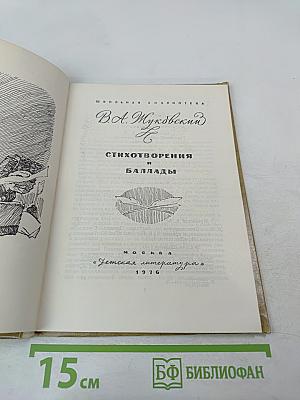 ШКОЛЬНАЯ БИБЛИОТЕКА
В.А. Жуковский
СТИХОТВОРЕНИЯ
И
БАЛЛАДЫ
МОСКВА
«Детская литература»
1976
15 см
БФ БИБЛИОФАН